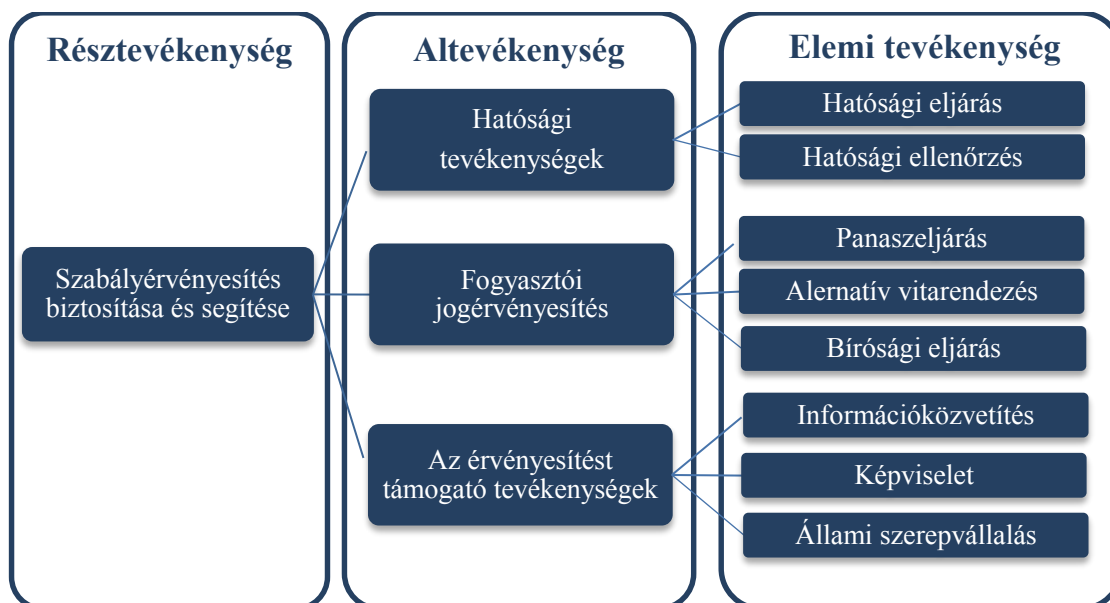 Résztevékenység
Szabályérvényesítés
biztosítása és segítése
Altevékenység
Hatósági
tevékenységek
Fogyasztói
jogérvényesítés
Az érvényesítést
támogató tevékenységek
Elemi tevékenység
Hatósági eljárás
Hatósági ellenőrzés
Panaszeljárás
Alernatív vitarendezés
Bírósági eljárás
Információközvetítés
Képviselet
Állami szerepvállalás